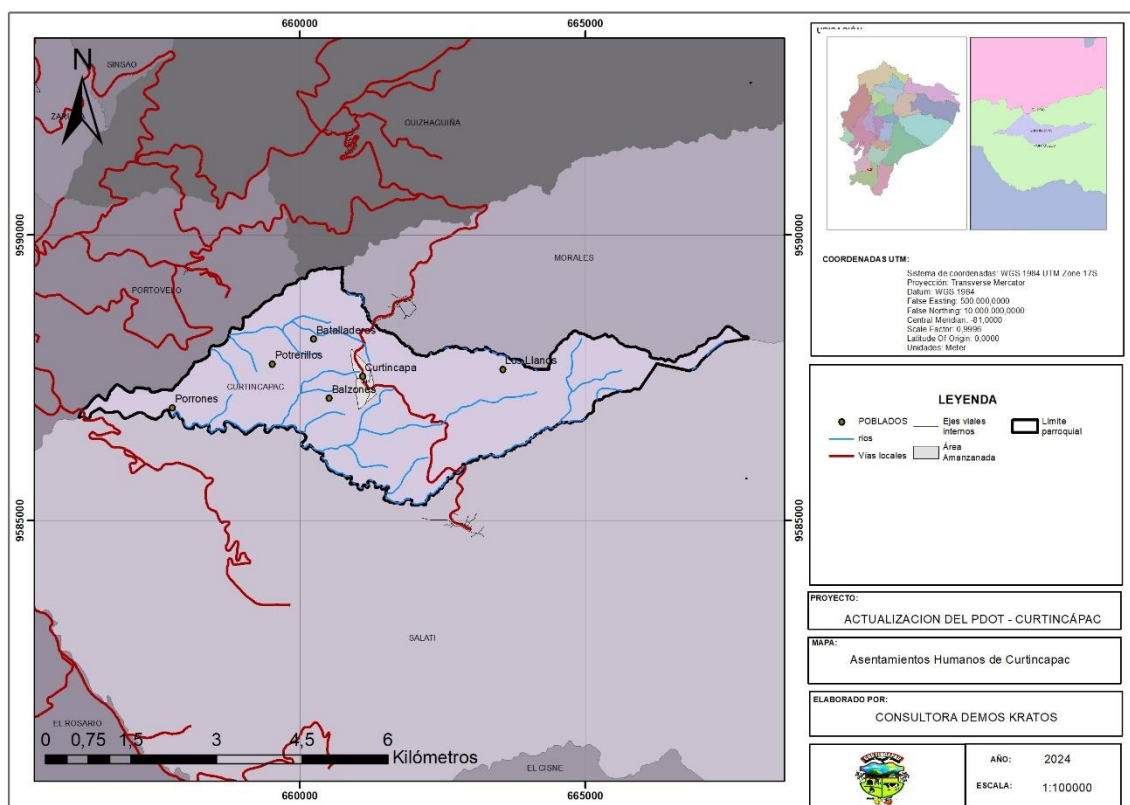 660000
665000
N
SINSAO
CUIZHAGUIÑA
9590000
9590000
MORALES
PORTOVELO
Batalladeros
Potrerillos
Curtincapa
Los Llanos
CURTINCAPAC
Balzones
Porrones
9585000
9585000
SALATI
EL ROSARIO
0 0,75 1,5 3 4,5 6
Kilómetros
EL CISNE
660000
665000
UBICACIÓN:
COORDENADAS UTM:
Sistema de coordenadas: WGS 1984 UTM Zone 17S
Proyección: Transverse Mercator
Datum: WGS 1984
False Easting: 500.000,0000
False Northing: 10.000.000,0000
Central Meridian: -81,0000
Scale Factor: 0,9996
Latitude Of Origin: 0,0000
Unidades: Meter
LEYENDA
POBLADOS
rios
Vías locales
Ejes viales
internos
Área
Amanzanada
Límite
parroquial
PROYECTO:
ACTUALIZACION DEL PDOT - CURTINCÁPAC
MAPA:
Asentamientos Humanos de Curtincapac
ELABORADO POR:
CONSULTORA DEMOS KRATOS
AÑO: 2024
ESCALA: 1:100000